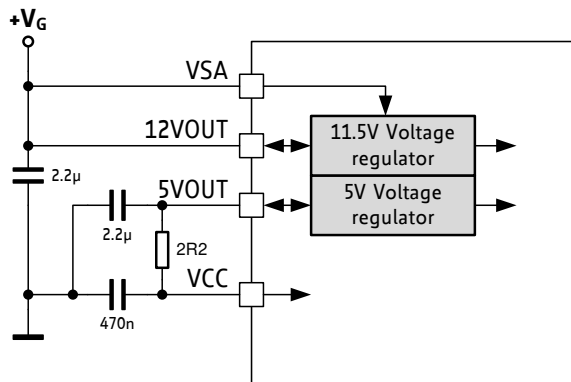 +VG
VSA
12VOUT
11.5V Voltage
regulator
2.2µ
5VOUT
5V Voltage
regulator
2.2µ
2R2
VCC
470n